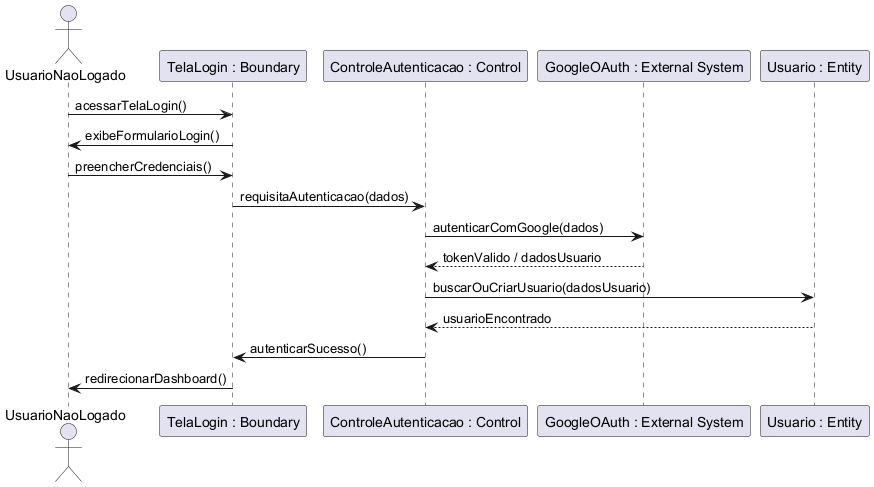 UsuarioNaoLogado
TelaLogin : Boundary
ControleAutenticacao : Control
GoogleOAuth : External System
Usuario : Entity
acessarTelaLogin()
exibeFormularioLogin()
preencherCredenciais()
requisitaAutenticacao(dados)
autenticarComGoogle(dados)
tokenValido / dadosUsuario
buscarOuCriarUsuario(dadosUsuario)
usuarioEncontrado
autenticarSucesso()
redirecionarDashboard()
UsuarioNaoLogado
TelaLogin : Boundary
ControleAutenticacao : Control
GoogleOAuth : External System
Usuario : Entity